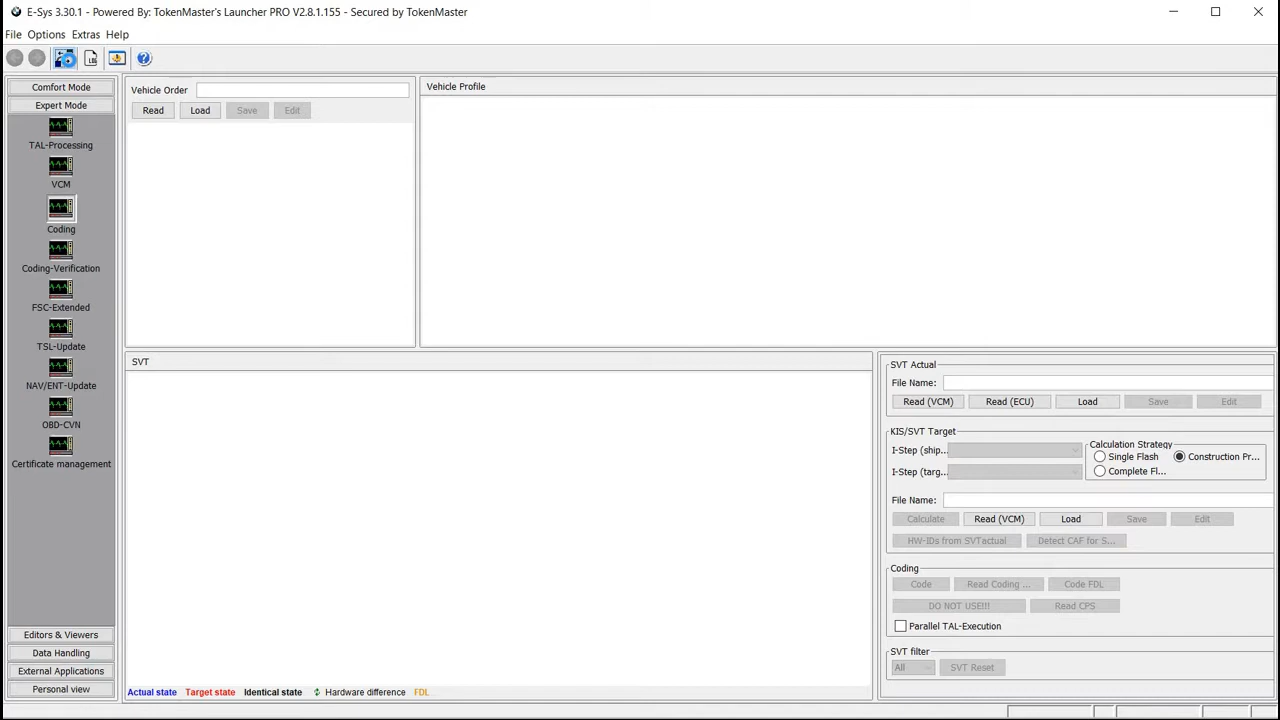 E-Sys 3.30.1 - Powered By: TokenMaster's Launcher PRO V2.8.1.155 - Secured by TokenMaster
File Options Extras Help
Comfort Mode
Expert Mode
TAL-Processing
VCM
Coding
Coding-Verification
FSC-Extended
TSL-Update
NAV/ENT-Update
OBD-CVN
Certificate management
Editors & Viewers
Data Handling
External Applications
Personal view
Vehicle Order
Read Load Save Edit
Vehicle Profile
SVT
Actual state Target state Identical state Hardware difference FDL
SVT Actual
File Name:
Read (VCM) Read (ECU) Load Save Edit
KIS/SVT Target
I-Step (ship...
I-Step (targ...
Calculation Strategy
Single Flash Construction Pr...
Complete Fl...
File Name:
Calculate Read (VCM) Load Save Edit
HW-IDs from SVTactual Detect CAF for S...
Coding
Code Read Coding ... Code FDL
DO NOT USE!!! Read CPS
Parallel TAL-Execution
SVT filter
All SVT Reset